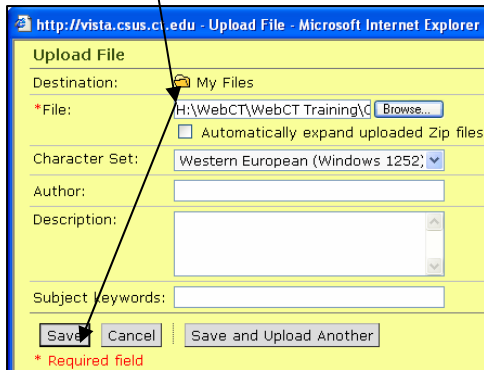 http://vista.csus.ct.edu - Upload File - Microsoft Internet Explorer
Upload File
Destination: My Files
*File: H:\WebCT\WebCT Training\C Browse...
Automatically expand uploaded Zip files
Character Set: Western European (Windows 1252)
Author:
Description:
Subject keywords:
Save Cancel Save and Upload Another
* Required field